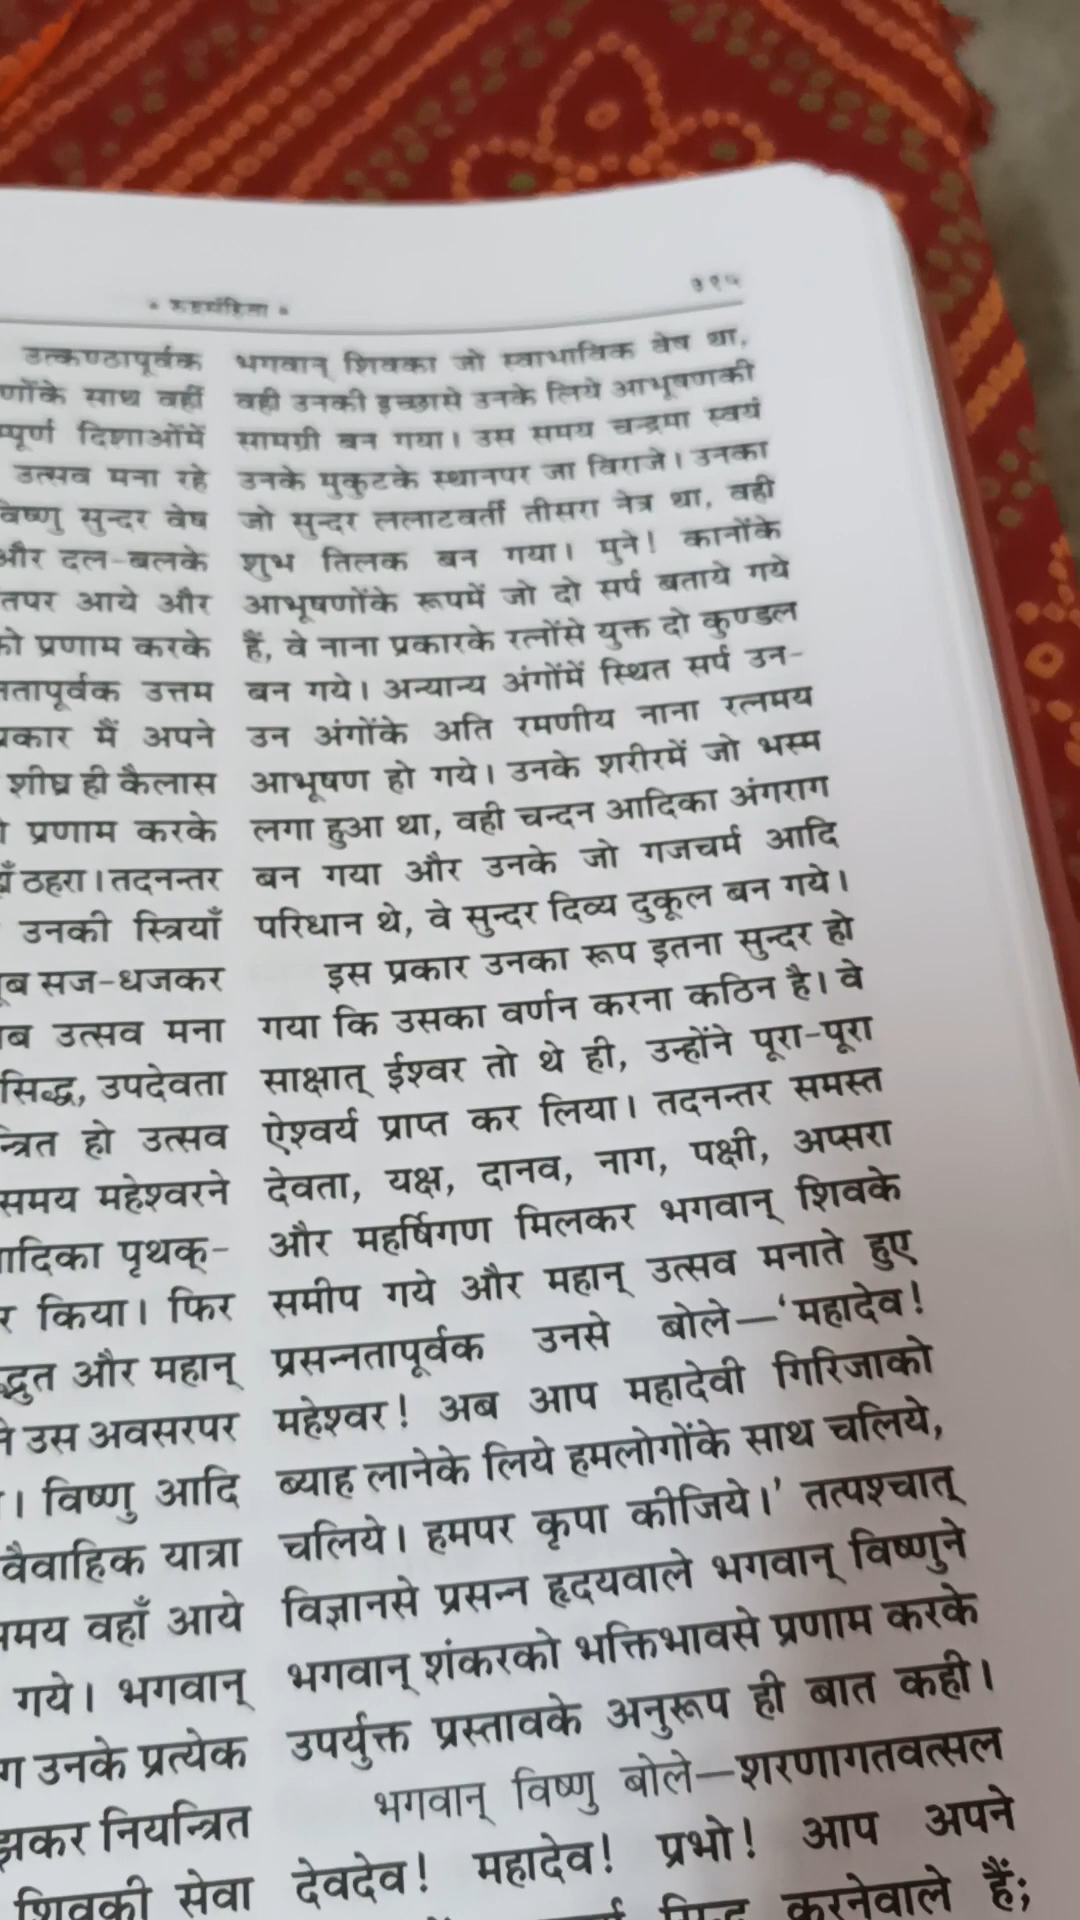 * रुद्रसंहिता *
उत्कण्ठापूर्वक
णोंके साथ वहीं
म्पूर्ण दिशाओंमें
उत्सव मना रहे
विष्णु सुन्दर वेष
और दल-बलके
तपर आये और
को प्रणाम करके
नतापूर्वक उत्तम
प्रकार मैं अपने
शीघ्र ही कैलास
प्रणाम करके
ठहरा। तदनन्तर
उनकी स्त्रियाँ
सज-धजकर
उत्सव मना
सिद्ध, उपदेवता
न्त्रित हो उत्सव
समय महेश्वरने
आदिका पृथक्-
किया। फिर
द्भुत और महान्
ने उस अवसरपर
। विष्णु आदि
वैवाहिक यात्रा
समय वहाँ आये
गये। भगवान्
उनके प्रत्येक
झकर नियन्त्रित
शिवकी सेवा
भगवान् शिवका जो स्वाभाविक वेष था,
वही उनकी इच्छासे उनके लिये आभूषणकी
सामग्री बन गया। उस समय चन्द्रमा स्वयं
उनके मुकुटके स्थानपर जा विराजे। उनका
जो सुन्दर ललाटवर्ती तीसरा नेत्र था, वही
शुभ तिलक बन गया। मुने! कानोंके
आभूषणोंके रूपमें जो दो सर्प बताये गये
हैं, वे नाना प्रकारके रत्नोंसे युक्त दो कुण्डल
बन गये। अन्यान्य अंगोंमें स्थित सर्प उन-
उन अंगोंके अति रमणीय नाना रत्नमय
आभूषण हो गये। उनके शरीरमें जो भस्म
लगा हुआ था, वही चन्दन आदिका अंगराग
बन गया और उनके जो गजचर्म आदि
परिधान थे, वे सुन्दर दिव्य दुकूल बन गये।
इस प्रकार उनका रूप इतना सुन्दर हो
गया कि उसका वर्णन करना कठिन है। वे
साक्षात् ईश्वर तो थे ही, उन्होंने पूरा-पूरा
ऐश्वर्य प्राप्त कर लिया। तदनन्तर समस्त
देवता, यक्ष, दानव, नाग, पक्षी, अप्सरा
और महर्षिगण मिलकर भगवान् शिवके
समीप गये और महान् उत्सव मनाते हुए
प्रसन्नतापूर्वक उनसे बोले—‘महादेव!
महेश्वर! अब आप महादेवी गिरिजाको
ब्याह लानेके लिये हमलोगोंके साथ चलिये,
चलिये। हमपर कृपा कीजिये।’ तत्पश्चात्
विज्ञानसे प्रसन्न हृदयवाले भगवान् विष्णुने
भगवान् शंकरको भक्तिभावसे प्रणाम करके
उपर्युक्त प्रस्तावके अनुरूप ही बात कही।
भगवान् विष्णु बोले—शरणागतवत्सल
देवदेव! महादेव! प्रभो! आप अपने
करनेवाले हैं;